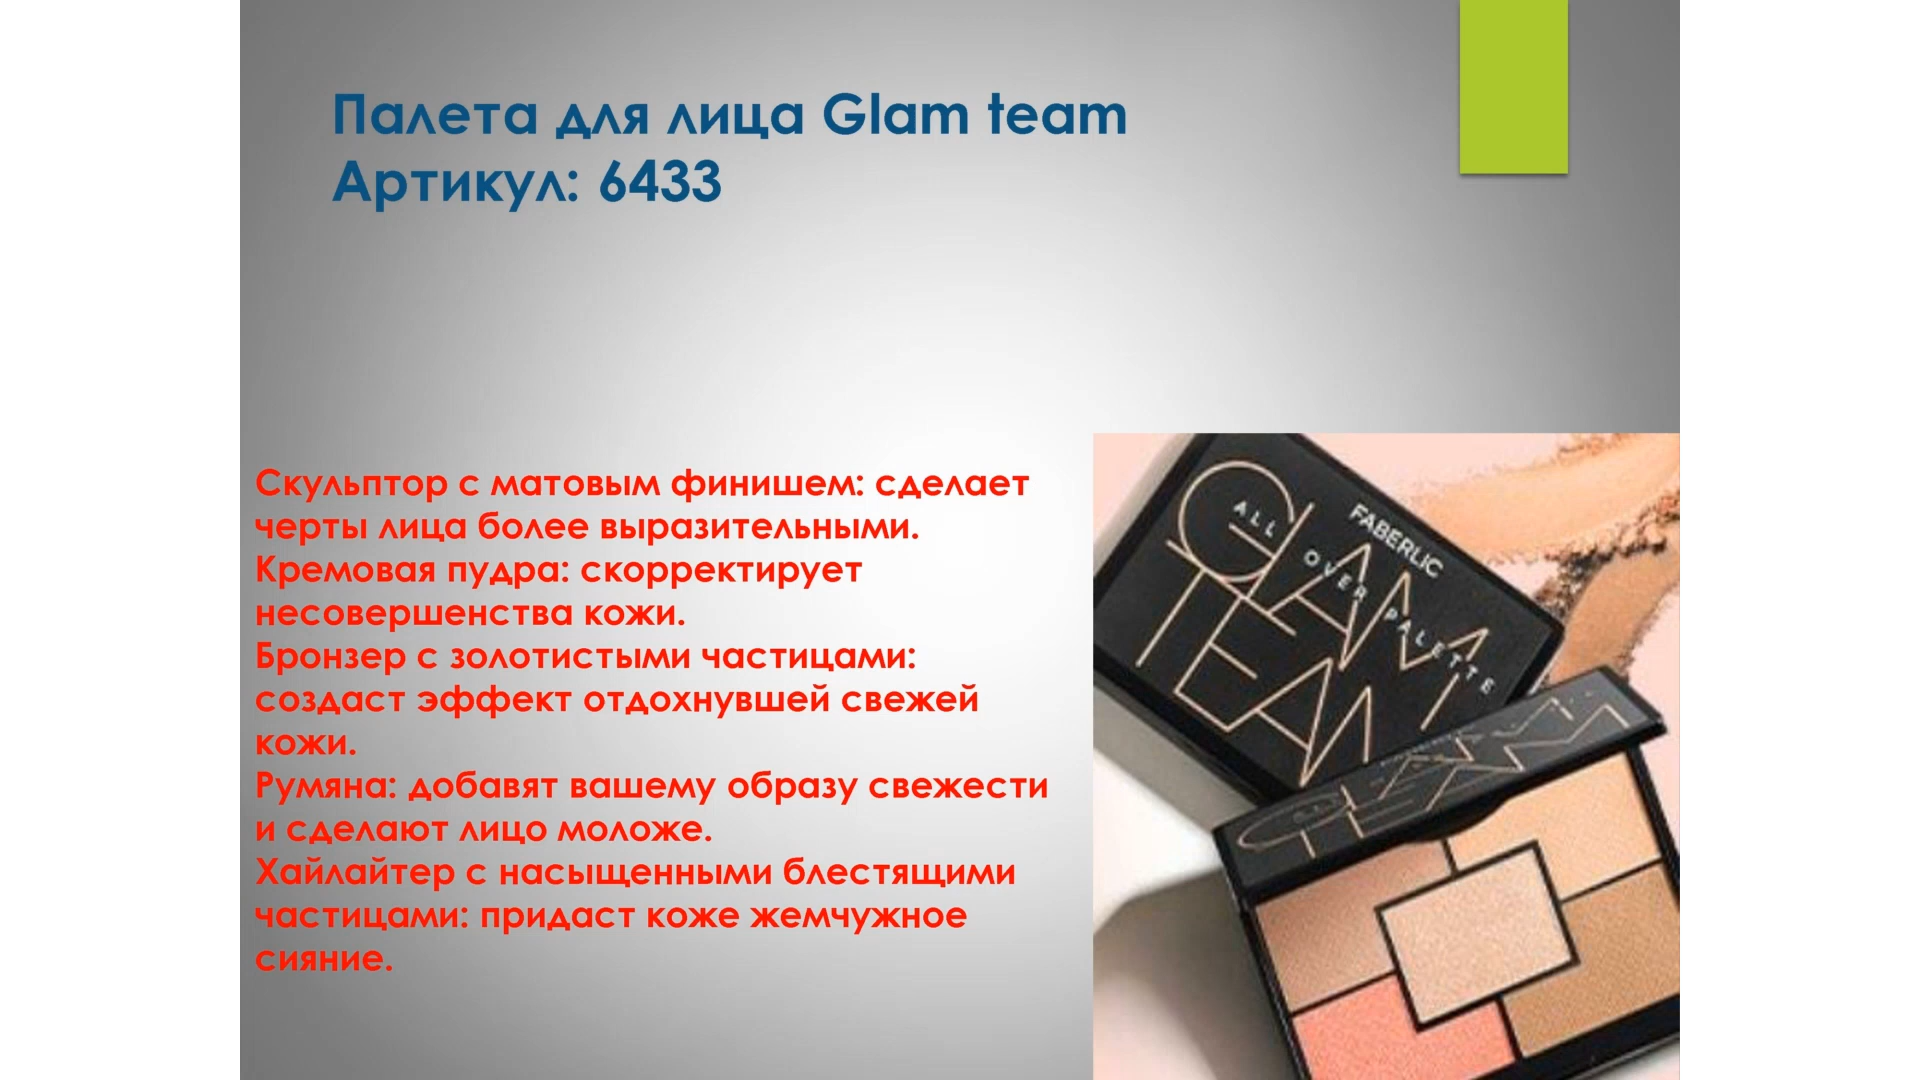 Палета для лица Glam team
Артикул: 6433
Скульптор с матовым финишем: сделает
черты лица более выразительными.
Кремовая пудра: скорректирует
несовершенства кожи.
Бронзер с золотистыми частицами:
создаст эффект отдохнувшей свежей
кожи.
Румяна: добавят вашему образу свежести
и сделают лицо моложе.
Хайлайтер с насыщенными блестящими
частицами: придаст коже жемчужное
сияние.
FABERLIC
GLAM
ALL OVER PALETTE
TEAM